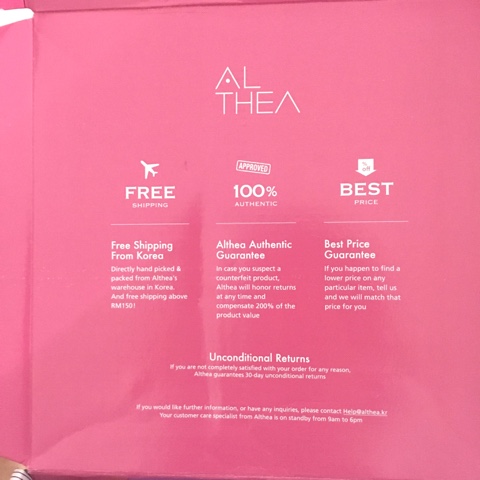 AL
THEA
FREE
SHIPPING
APPROVED
100%
AUTHENTIC
% off
BEST
PRICE
Free Shipping
From Korea
Directly hand picked &
packed from Althea's
warehouse in Korea.
And free shipping above
RM150!
Althea Authentic
Guarantee
In case you suspect a
counterfeit product,
Althea will honor returns
at any time and
compensate 200% of the
product value
Best Price
Guarantee
If you happen to find a
lower price on any
particular item, tell us
and we will match that
price for you
Unconditional Returns
If you are not completely satisfied with your order for any reason,
Althea guarantees 30-day unconditional returns
If you would like further information, or have any inquiries, please contact Help@althea.kr
Your customer care specialist from Althea is on standby from 9am to 6pm